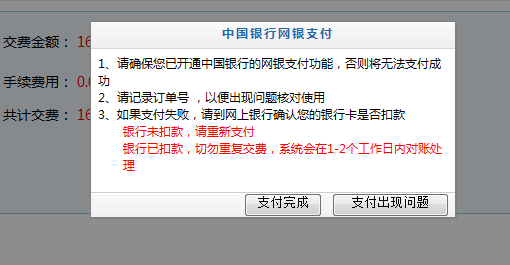 中国银行网银支付
交费金额： 16
1、请确保您已开通中国银行的网银支付功能，否则将无法支付成
功
手续费用： 0.0
2、请记录订单号 ，以便出现问题核对使用
共计交费： 16
3、如果支付失败，请到网上银行确认您的银行卡是否扣款
银行未扣款，请重新支付
银行已扣款，切勿重复交费，系统会在1-2个工作日内对账处
理
支付完成 支付出现问题